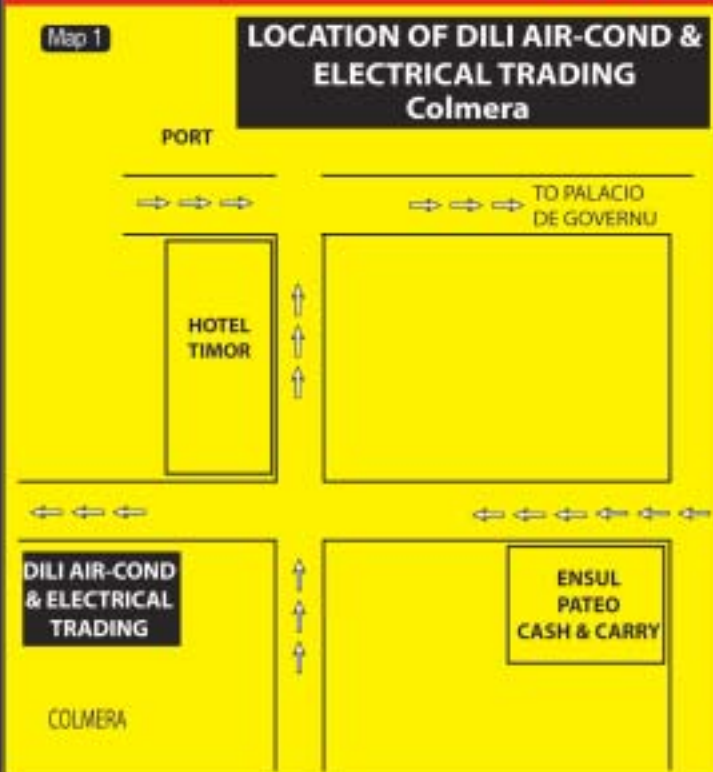 Map 1
LOCATION OF DILI AIR-COND &
ELECTRICAL TRADING
Colmera
PORT
TO PALACIO
DE GOVERNU
HOTEL
TIMOR
DILI AIR-COND
& ELECTRICAL
TRADING
ENSUL
PATEO
CASH & CARRY
COLMERA